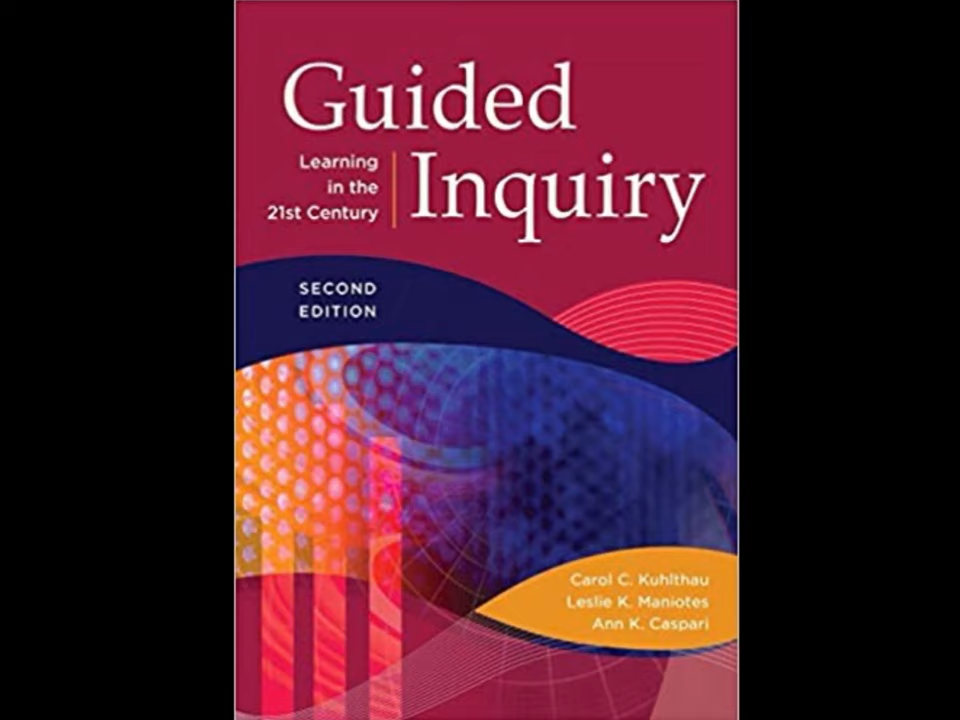 Guided
Learning
in the
21st Century
Inquiry
SECOND
EDITION
Carol C. Kuhlthau
Leslie K. Maniotes
Ann K. Caspari